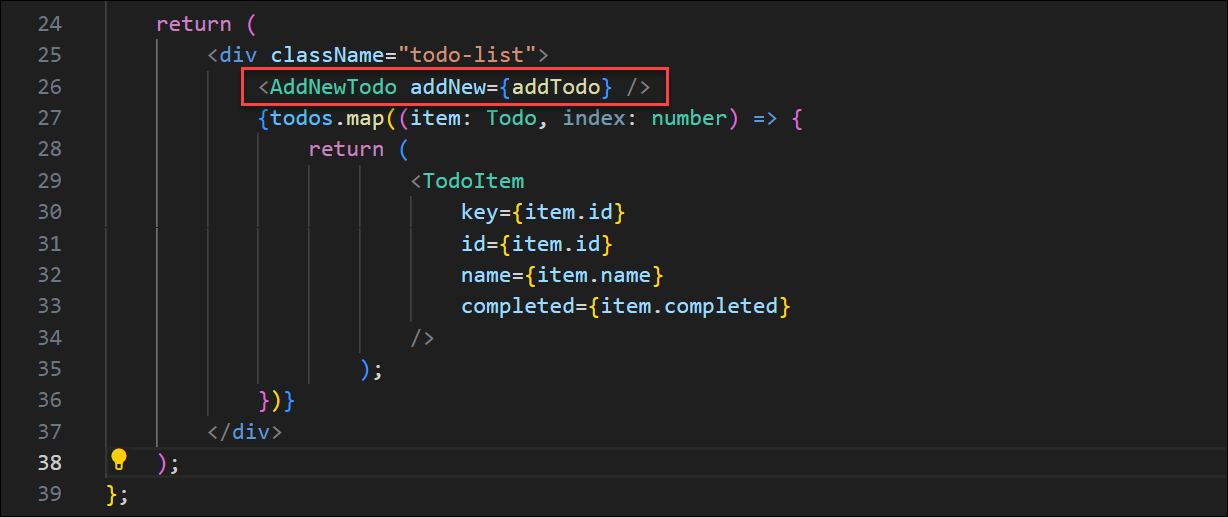 24 return (
25 <div className="todo-list">
26 <AddNewTodo addNew={addTodo} />
27 {todos.map((item: Todo, index: number) => {
28 return (
29 <TodoItem
30 key={item.id}
31 id={item.id}
32 name={item.name}
33 completed={item.completed}
34 />
35 );
36 })}
37 </div>
38 );
39 };